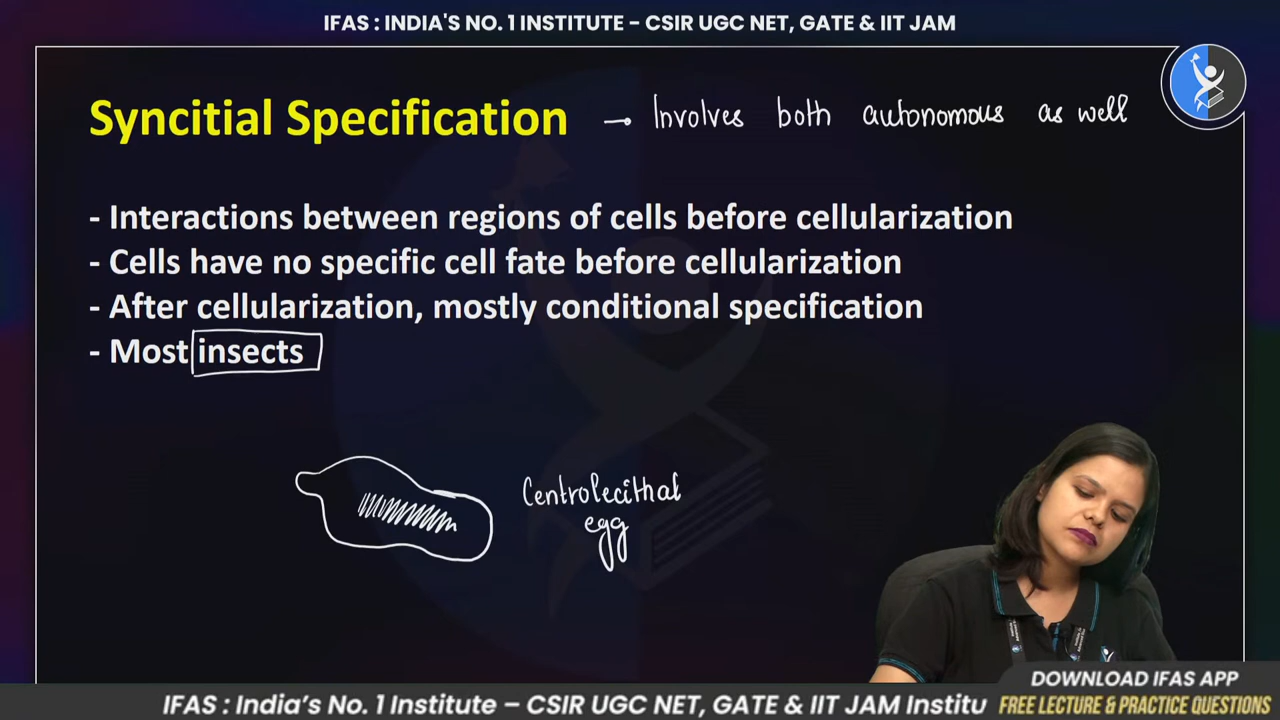 IFAS : INDIA'S NO. 1 INSTITUTE - CSIR UGC NET, GATE & IIT JAM
Syncitial Specification → Involves both autonomous as well
- Interactions between regions of cells before cellularization
- Cells have no specific cell fate before cellularization
- After cellularization, mostly conditional specification
- Most insects
Centrolecithal
egg
DOWNLOAD IFAS APP
IFAS : India's No. 1 Institute – CSIR UGC NET, GATE & IIT JAM Institu
FREE LECTURE & PRACTICE QUESTIONS